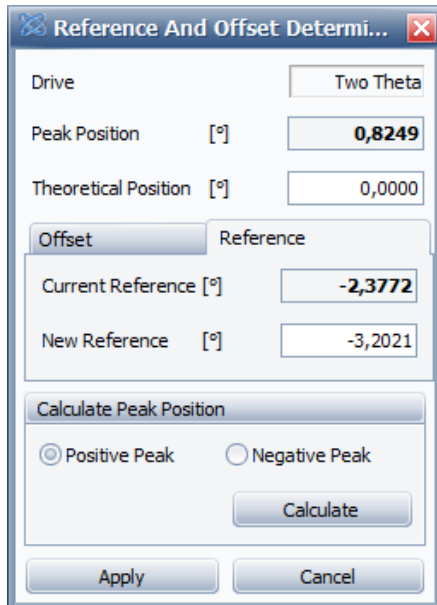 Reference And Offset Determi...
Drive Two Theta
Peak Position [°] 0,8249
Theoretical Position [°] 0,0000
Offset Reference
Current Reference [°] -2,3772
New Reference [°] -3,2021
Calculate Peak Position
Positive Peak Negative Peak
Calculate
Apply Cancel